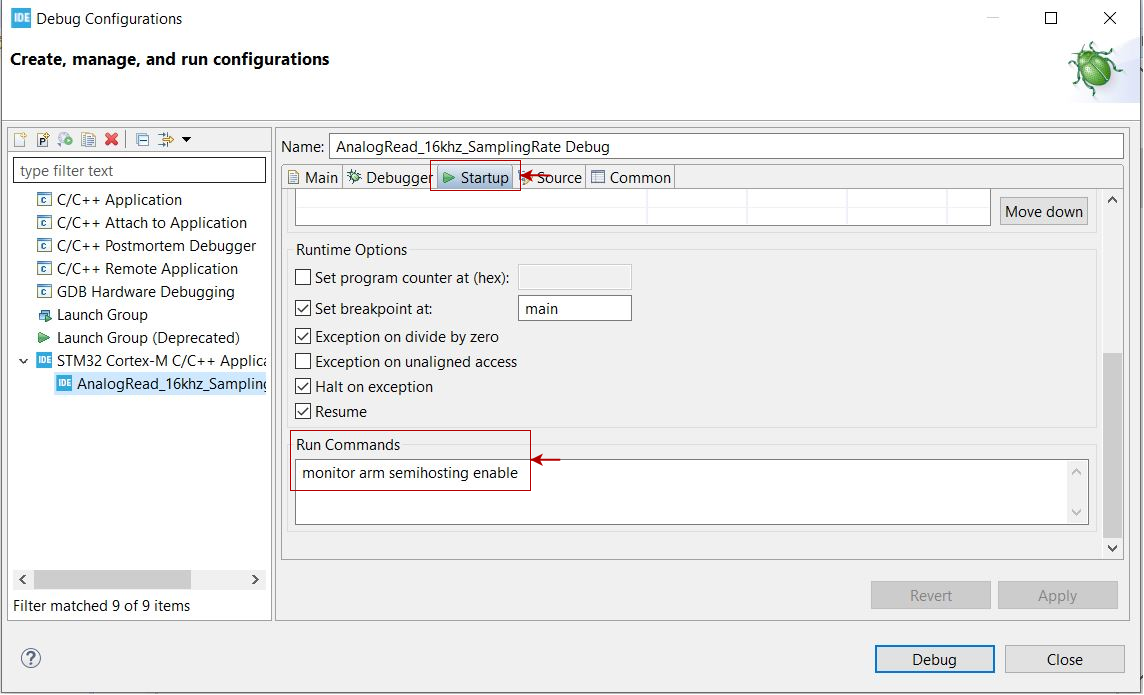 IDE Debug Configurations
Create, manage, and run configurations
type filter text
C/C++ Application
C/C++ Attach to Application
C/C++ Postmortem Debugger
C/C++ Remote Application
GDB Hardware Debugging
Launch Group
Launch Group (Deprecated)
IDE STM32 Cortex-M C/C++ Applica
IDE AnalogRead_16khz_Sampling
Filter matched 9 of 9 items
Name: AnalogRead_16khz_SamplingRate Debug
Main Debugger Startup Source Common
Move down
Runtime Options
Set program counter at (hex):
Set breakpoint at: main
Exception on divide by zero
Exception on unaligned access
Halt on exception
Resume
Run Commands
monitor arm semihosting enable
Revert Apply
? Debug Close